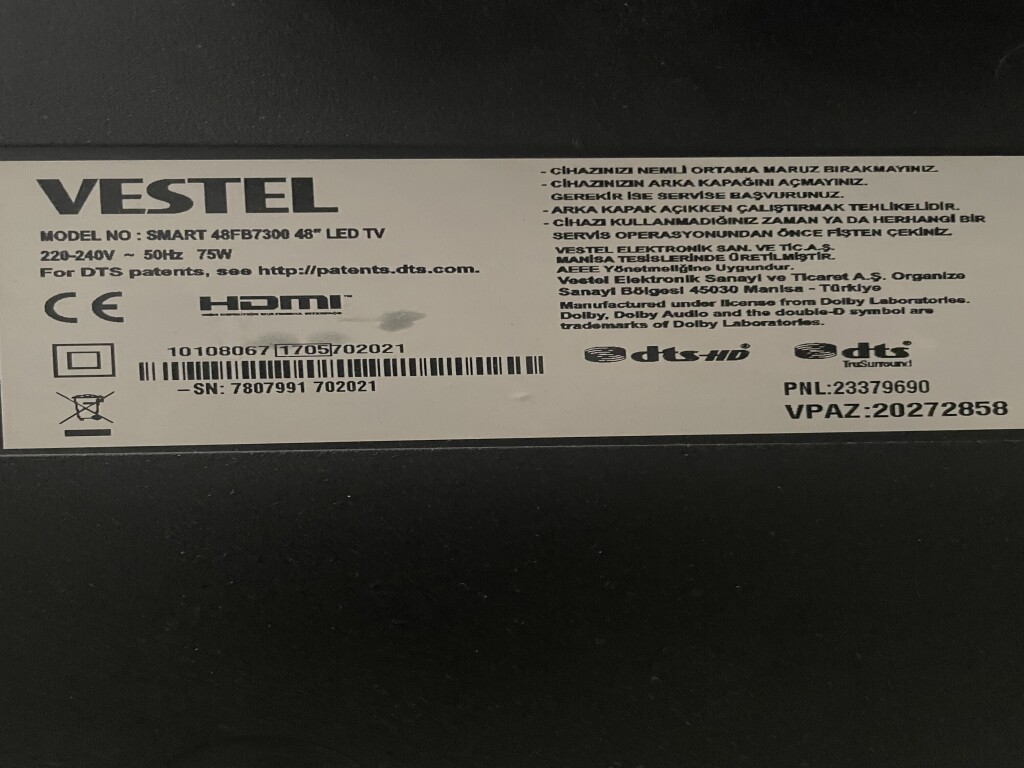 VESTEL
MODEL NO : SMART 48FB7300 48" LED TV
220-240V ~ 50Hz 75W
For DTS patents, see http://patents.dts.com.
CE HDMI™
10108067 1705 702021
-SN: 7807991 702021
- CİHAZINIZI NEMLİ ORTAMA MARUZ BIRAKMAYINIZ.
- CİHAZINIZIN ARKA KAPAĞINI AÇMAYINIZ.
GEREKİR İSE SERVİSE BAŞVURUNUZ.
- ARKA KAPAK AÇIKKEN ÇALIŞTIRMAK TEHLİKELİDİR.
- CİHAZI KULLANMADIĞINIZ ZAMAN YA DA HERHANGİ BİR
SERVİS OPERASYONUNDAN ÖNCE FİŞTEN ÇEKİNİZ.
VESTEL ELEKTRONİK SAN. VE TİC A.Ş.
MANİSA TESİSLERİNDE ÜRETİLMİŞTİR.
AEEE Yönetmeliğine Uygundur.
Vestel Elektronik Sanayi ve Ticaret A.Ş. Organize
Sanayi Bölgesi 45030 Manisa - Türkiye
Manufactured under license from Dolby Laboratories.
Dolby, Dolby Audio and the double-D symbol are
trademarks of Dolby Laboratories.
dts-HD dts
TruSurround
PNL:23379690
VPAZ:20272858